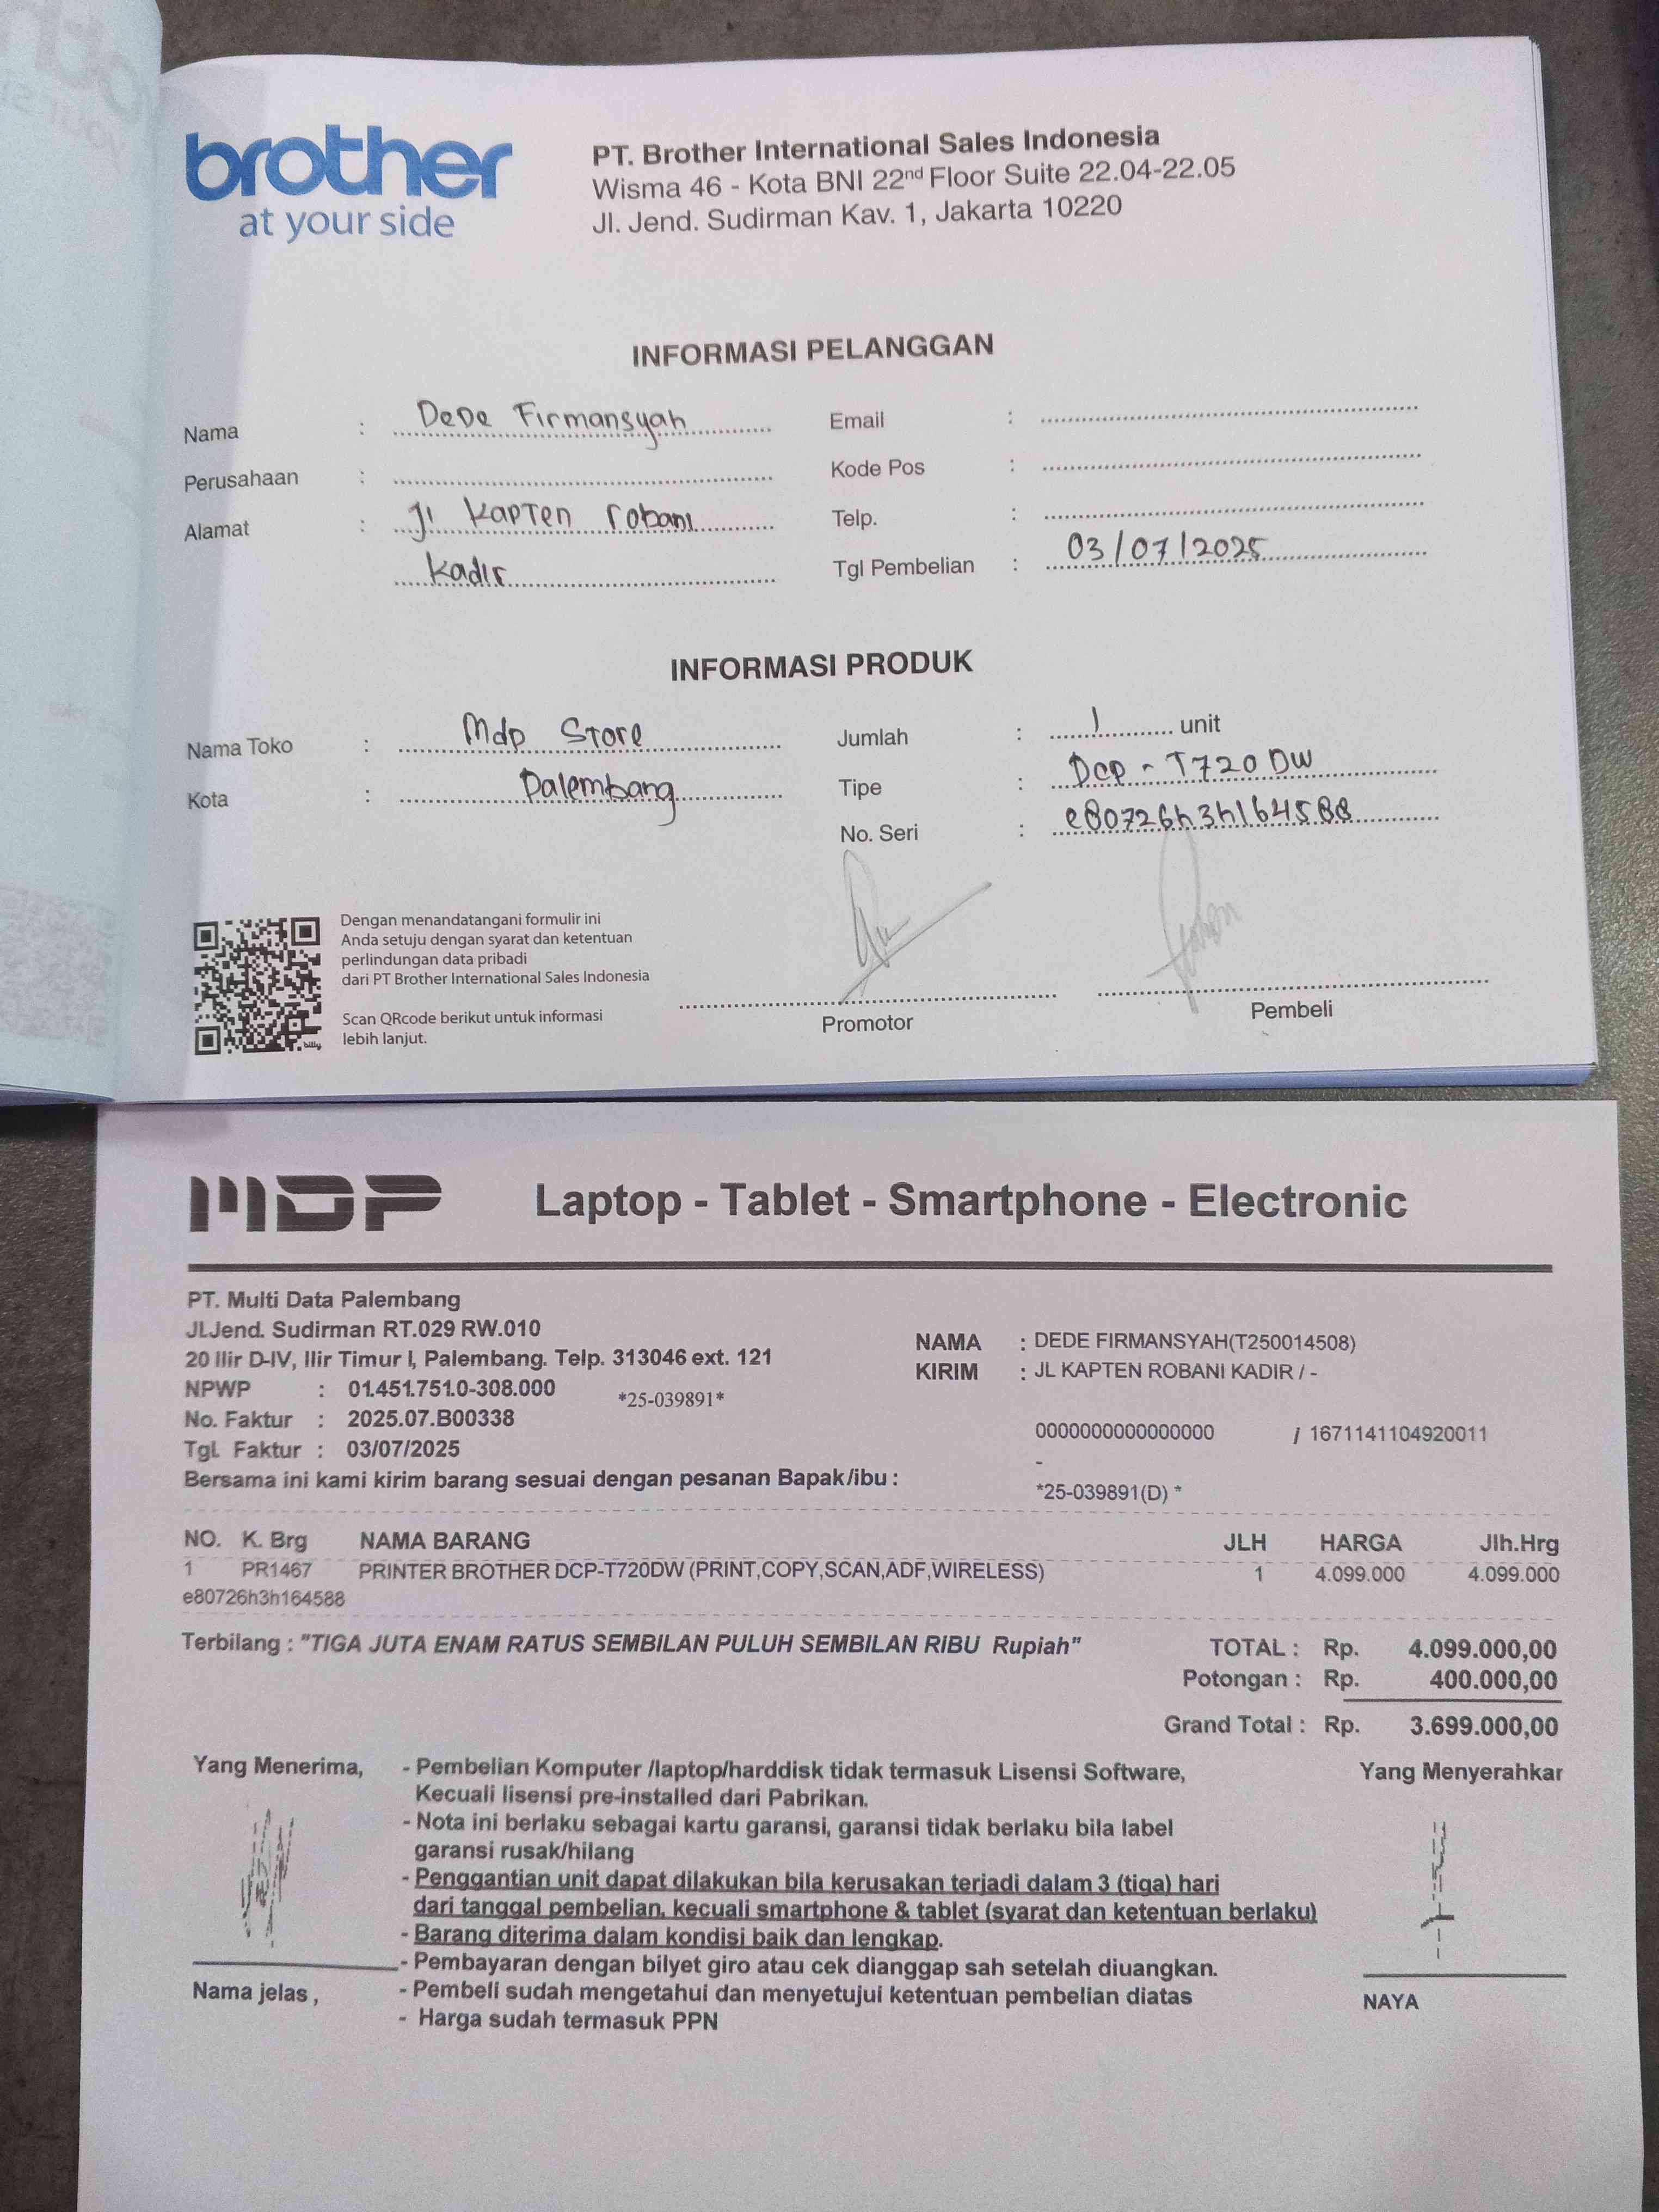 brother
at your side
PT. Brother International Sales Indonesia
Wisma 46 - Kota BNI 22nd Floor Suite 22.04-22.05
Jl. Jend. Sudirman Kav. 1, Jakarta 10220
INFORMASI PELANGGAN
Nama : DeDe Firmansyah
Perusahaan :
Alamat : Jl Kapten robani
Kadir
Email :
Kode Pos :
Telp. :
Tgl Pembelian : 03/07/2025
INFORMASI PRODUK
Nama Toko : Mdp Store
Kota : Palembang
Jumlah : 1 unit
Tipe : Dcp - T720 DW
No. Seri : e80726h3h164588
Dengan menandatangani formulir ini
Anda setuju dengan syarat dan ketentuan
perlindungan data pribadi
dari PT Brother International Sales Indonesia
Scan QRcode berikut untuk informasi
lebih lanjut.
billy
Promotor
Pembeli
MDP Laptop - Tablet - Smartphone - Electronic
PT. Multi Data Palembang
Jl.Jend. Sudirman RT.029 RW.010
20 Ilir D-IV, Ilir Timur I, Palembang. Telp. 313046 ext. 121
NPWP : 01.451.751.0-308.000
*25-039891*
No. Faktur : 2025.07.B00338
Tgl. Faktur : 03/07/2025
Bersama ini kami kirim barang sesuai dengan pesanan Bapak/ibu :
NAMA : DEDE FIRMANSYAH(T250014508)
KIRIM : JL KAPTEN ROBANI KADIR / -
0000000000000000 / 1671141104920011
-
*25-039891(D) *
NO. K. Brg NAMA BARANG JLH HARGA Jlh.Hrg
1 PR1467 PRINTER BROTHER DCP-T720DW (PRINT,COPY,SCAN,ADF,WIRELESS) 1 4.099.000 4.099.000
e80726h3h164588
Terbilang : "TIGA JUTA ENAM RATUS SEMBILAN PULUH SEMBILAN RIBU Rupiah"
TOTAL : Rp. 4.099.000,00
Potongan : Rp. 400.000,00
Grand Total : Rp. 3.699.000,00
Yang Menerima,
- Pembelian Komputer /laptop/harddisk tidak termasuk Lisensi Software,
Kecuali lisensi pre-installed dari Pabrikan.
- Nota ini berlaku sebagai kartu garansi, garansi tidak berlaku bila label
garansi rusak/hilang
- Penggantian unit dapat dilakukan bila kerusakan terjadi dalam 3 (tiga) hari
dari tanggal pembelian, kecuali smartphone & tablet (syarat dan ketentuan berlaku)
- Barang diterima dalam kondisi baik dan lengkap.
- Pembayaran dengan bilyet giro atau cek dianggap sah setelah diuangkan.
- Pembeli sudah mengetahui dan menyetujui ketentuan pembelian diatas
- Harga sudah termasuk PPN
Nama jelas ,
Yang Menyerahkar
NAYA